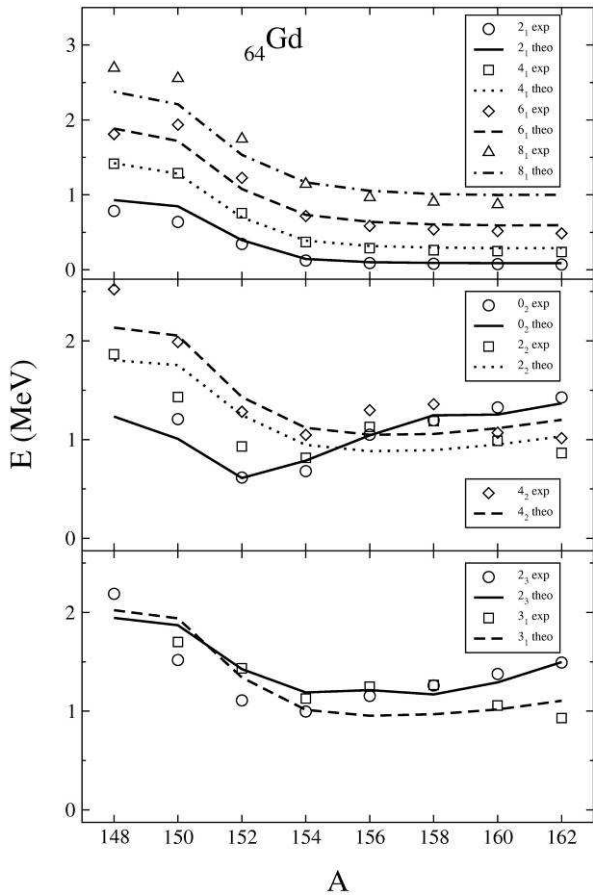 ₆₄Gd
3
2
1
0
2₁ exp
2₁ theo
4₁ exp
4₁ theo
6₁ exp
6₁ theo
8₁ exp
8₁ theo
E (MeV)
2
1
0
0₂ exp
0₂ theo
2₂ exp
2₂ theo
4₂ exp
4₂ theo
2
1
0
2₃ exp
2₃ theo
3₁ exp
3₁ theo
148 150 152 154 156 158 160 162
A